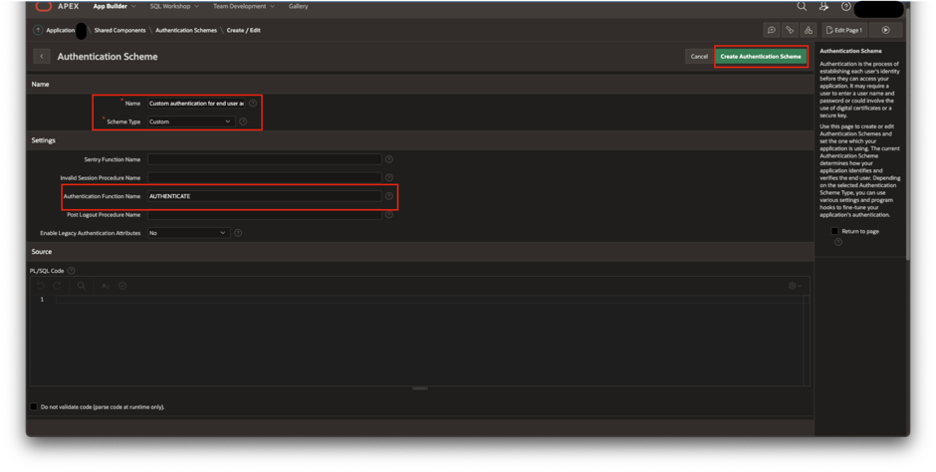 APEX App Builder SQL Workshop Team Development Gallery
Application \ Shared Components \ Authentication Schemes \ Create / Edit
Edit Page 1
Authentication Scheme
Cancel
Create Authentication Scheme
Name
* Name Custom authentication for end user a
* Scheme Type Custom
Settings
Sentry Function Name
Invalid Session Procedure Name
Authentication Function Name AUTHENTICATE
Post Logout Procedure Name
Enable Legacy Authentication Attributes No
Source
PL/SQL Code
1
Do not validate code (parse code at runtime only).
Authentication Scheme
Authentication is the process of
establishing each user's identity
before they can access your
application. It may require a
user to enter a user name and
password or could involve the
use of digital certificates or a
secure key.
Use this page to create or edit
Authentication Schemes and
set the one which your
application is using. The current
Authentication Scheme
determines how your
application identifies and
verifies the end user. Depending
on the selected Authentication
Scheme Type, you can use
various settings and program
hooks to fine-tune your
application's authentication.
Return to page